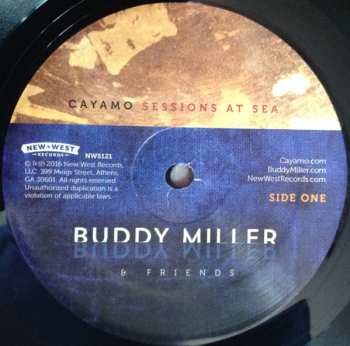 CAYAMO SESSIONS AT SEA
NEW WEST
RECORDS
NW5121
℗ &© 2016 New West Records,
LLC. 399 Meigs Street, Athens,
GA 30601. All rights reserved.
Unauthorized duplication is a violation
of applicable laws.
Cayamo.com
BuddyMiller.com
NewWestRecords.com
SIDE ONE
BUDDY MILLER
& FRIENDS